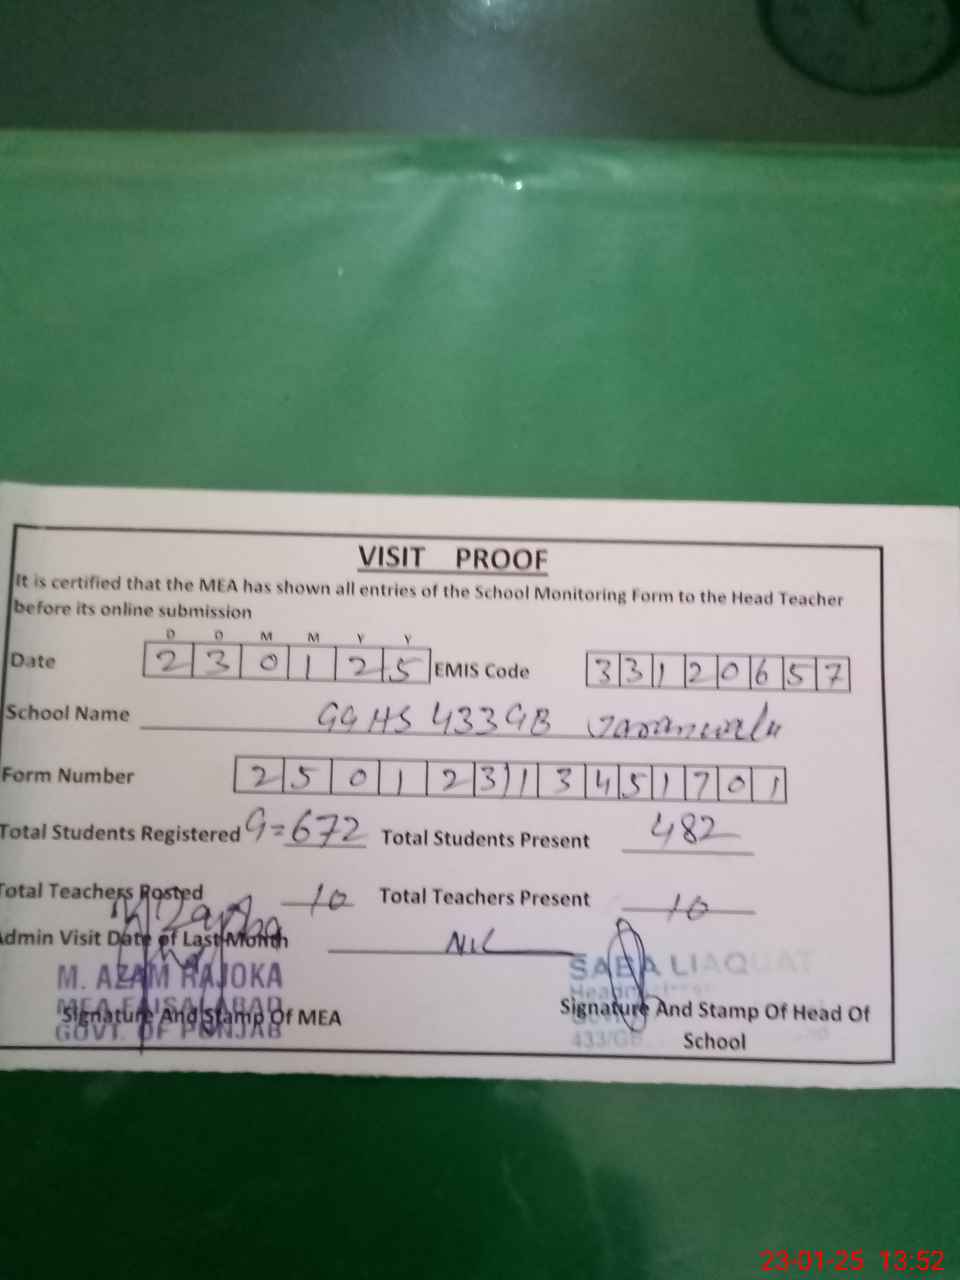 VISIT PROOF
It is certified that the MEA has shown all entries of the School Monitoring Form to the Head Teacher
before its online submission
D D M M Y Y
Date 2 3 0 1 2 5 EMIS Code 3 3 1 2 0 6 5 7
School Name GGHS 433GB Jaranwala
Form Number 2 5 0 1 2 3 1 3 4 5 1 7 0 1
Total Students Registered G=672 Total Students Present 482
Total Teachers Posted 10 Total Teachers Present 10
Admin Visit Date of Last Month NIL
M. AZAM RAJOKA
MEA FAISALABAD
GOVT. OF PUNJAB
Signature And Stamp Of MEA
SABA LIAQUAT
433/GB
Signature And Stamp Of Head Of
School
23-01-25 13:52